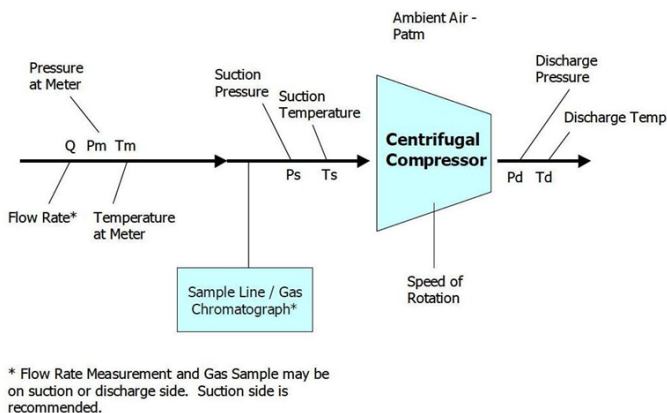 Ambient Air -
Patm
Pressure
at Meter
Suction
Pressure
Suction
Temperature
Discharge
Pressure
Discharge Temp
Q Pm Tm
Centrifugal
Compressor
Ps Ts
Pd Td
Flow Rate*
Temperature
at Meter
Sample Line / Gas
Chromatograph*
Speed of
Rotation
* Flow Rate Measurement and Gas Sample may be
on suction or discharge side. Suction side is
recommended.